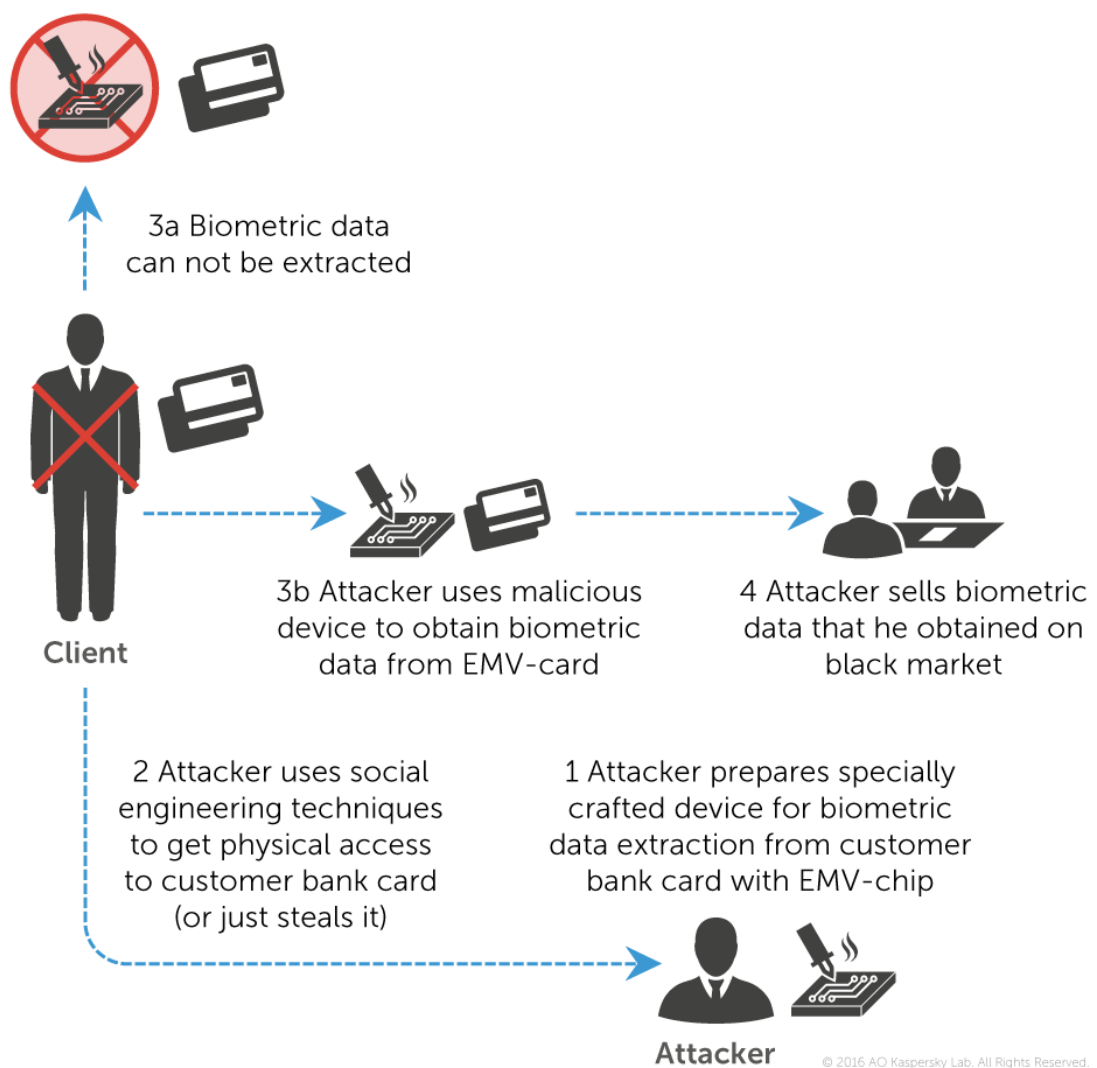 3a Biometric data
can not be extracted
3b Attacker uses malicious
device to obtain biometric
data from EMV-card
4 Attacker sells biometric
data that he obtained on
black market
Client
2 Attacker uses social
engineering techniques
to get physical access
to customer bank card
(or just steals it)
1 Attacker prepares specially
crafted device for biometric
data extraction from customer
bank card with EMV-chip
Attacker
© 2016 AO Kaspersky Lab. All Rights Reserved.